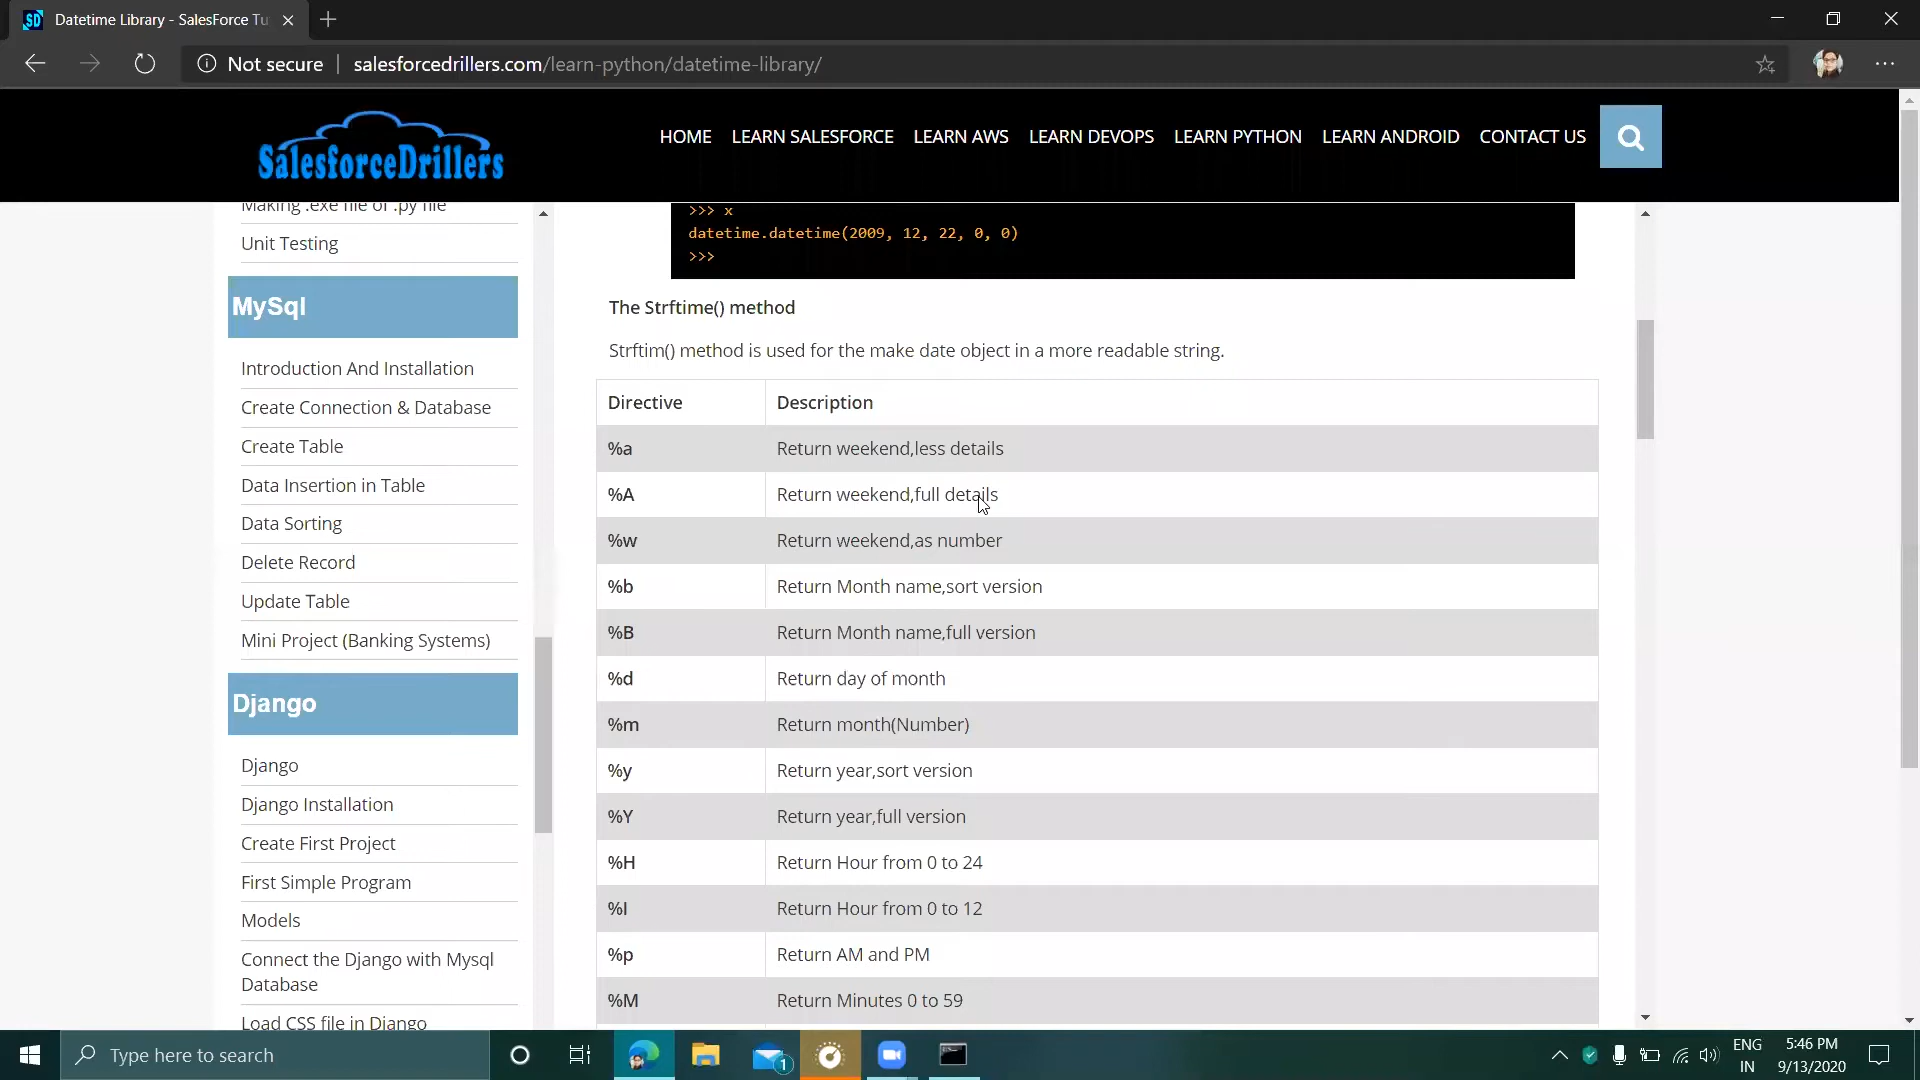 SD Datetime Library - SalesForce Tu
Not secure | salesforcedrillers.com/learn-python/datetime-library/
SalesforceDrillers
HOME LEARN SALESFORCE LEARN AWS LEARN DEVOPS LEARN PYTHON LEARN ANDROID CONTACT US
Making .exe file of .py file
Unit Testing
MySql
Introduction And Installation
Create Connection & Database
Create Table
Data Insertion in Table
Data Sorting
Delete Record
Update Table
Mini Project (Banking Systems)
Django
Django
Django Installation
Create First Project
First Simple Program
Models
Connect the Django with Mysql
Database
Load CSS file in Django
>>> x
datetime.datetime(2009, 12, 22, 0, 0)
>>>
The Strftime() method
Strftim() method is used for the make date object in a more readable string.
Directive Description
%a Return weekend,less details
%A Return weekend,full details
%w Return weekend,as number
%b Return Month name,sort version
%B Return Month name,full version
%d Return day of month
%m Return month(Number)
%y Return year,sort version
%Y Return year,full version
%H Return Hour from 0 to 24
%I Return Hour from 0 to 12
%p Return AM and PM
%M Return Minutes 0 to 59
Type here to search
1
ENG
IN
5:46 PM
9/13/2020